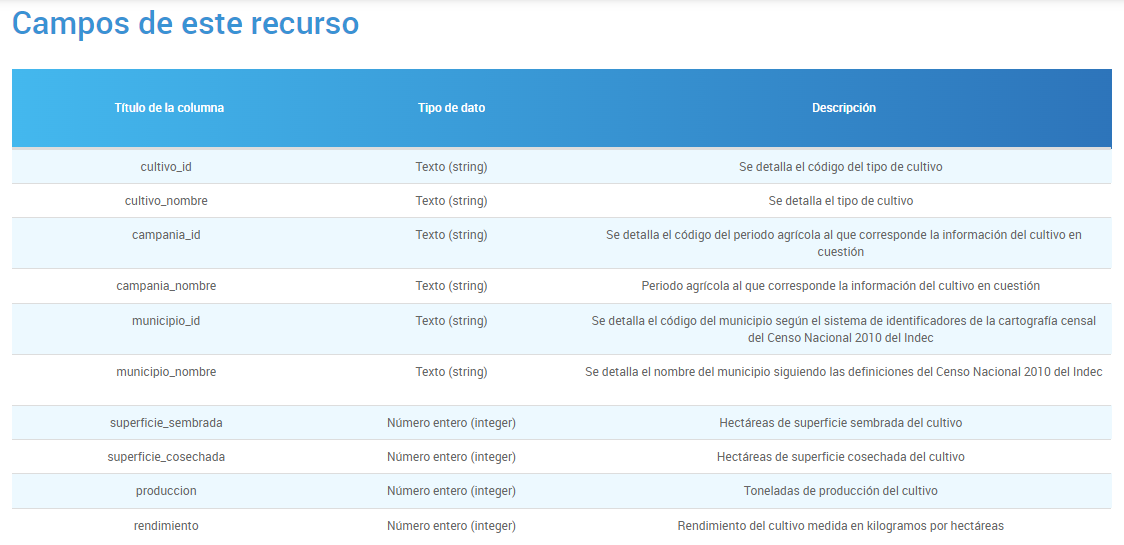 Campos de este recurso
Título de la columna Tipo de dato Descripción
cultivo_id Texto (string) Se detalla el código del tipo de cultivo
cultivo_nombre Texto (string) Se detalla el tipo de cultivo
campania_id Texto (string) Se detalla el código del periodo agrícola al que corresponde la información del cultivo en
cuestión
campania_nombre Texto (string) Periodo agrícola al que corresponde la información del cultivo en cuestión
municipio_id Texto (string) Se detalla el código del municipio según el sistema de identificadores de la cartografía censal
del Censo Nacional 2010 del Indec
municipio_nombre Texto (string) Se detalla el nombre del municipio siguiendo las definiciones del Censo Nacional 2010 del Indec
superficie_sembrada Número entero (integer) Hectáreas de superficie sembrada del cultivo
superficie_cosechada Número entero (integer) Hectáreas de superficie cosechada del cultivo
produccion Número entero (integer) Toneladas de producción del cultivo
rendimiento Número entero (integer) Rendimiento del cultivo medida en kilogramos por hectáreas